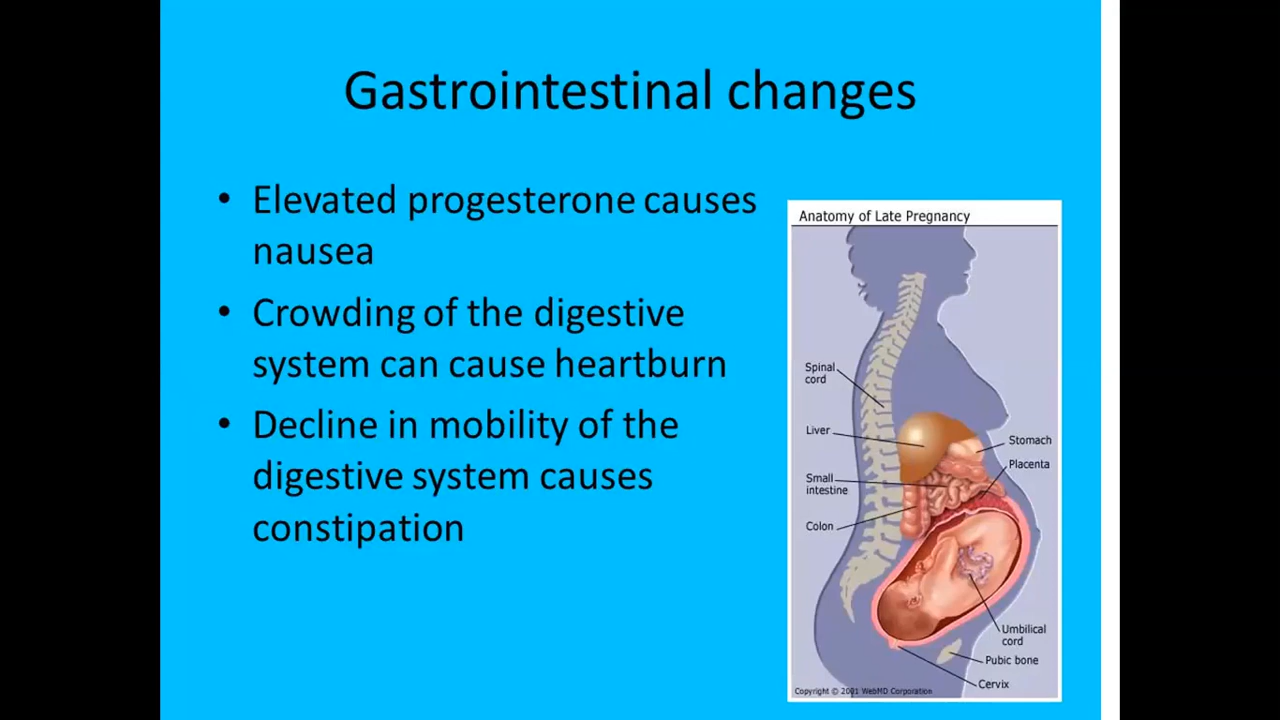 Gastrointestinal changes
• Elevated progesterone causes
nausea
• Crowding of the digestive
system can cause heartburn
• Decline in mobility of the
digestive system causes
constipation
Anatomy of Late Pregnancy
Spinal
cord
Liver
Small
intestine
Colon
Stomach
Placenta
Umbilical
cord
Pubic bone
Cervix
Copyright © 2001 WebMD Corporation